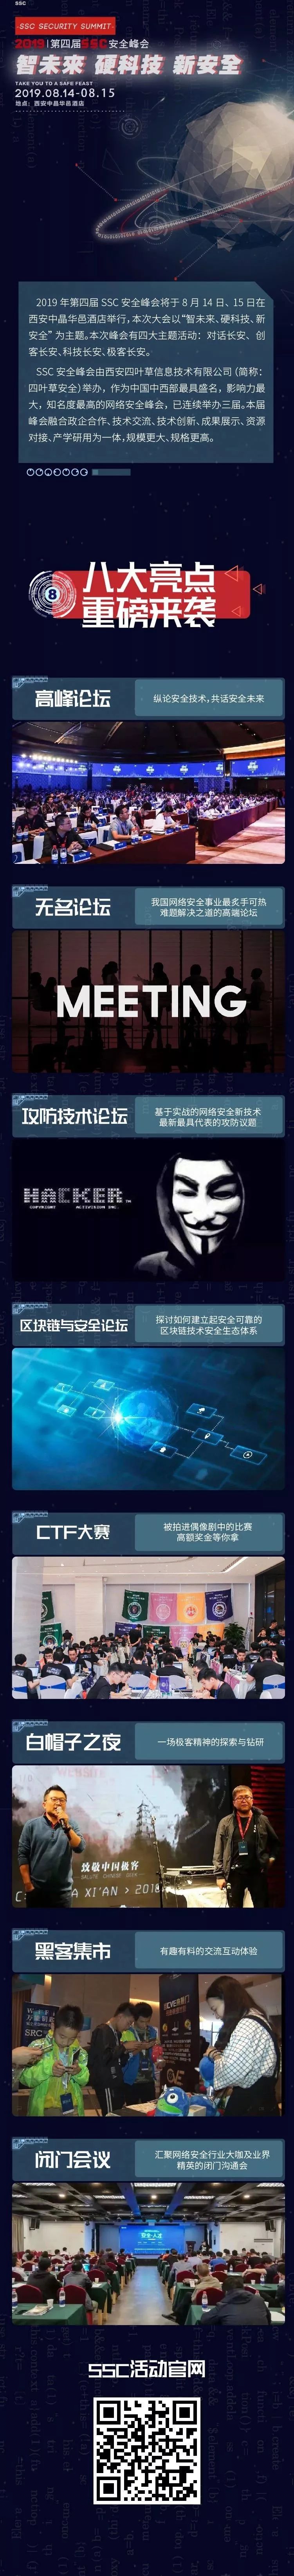 SSC
SSC SECURITY SUMMIT
2019|第四届SSC安全峰会
智未来 硬科技 新安全
TAKE YOU TO A SAFE FEAST
2019.08.14-08.15
地点：西安中晶华邑酒店
2019 年第四届 SSC 安全峰会将于 8 月 14 日、15 日在
西安中晶华邑酒店举行，本次大会以“智未来、硬科技、新
安全”为主题。本次峰会有四大主题活动：对话长安、创
客长安、科技长安、极客长安。
SSC 安全峰会由西安四叶草信息技术有限公司（简称：
四叶草安全）举办，作为中国中西部最具盛名，影响力最
大，知名度最高的网络安全峰会，已连续举办三届。本届
峰会融合政企合作、技术交流、技术创新、成果展示、资源
对接、产学研用为一体，规模更大、规格更高。
8
八大亮点
重磅来袭
高峰论坛
纵论安全技术，共话安全未来
无名论坛
我国网络安全事业最炙手可热
难题解决之道的高端论坛
MEETING
攻防技术论坛
基于实战的网络安全新技术
最新最具代表的攻防议题
HACKER
COPYRIGHT ACTIVISION INC.
区块链与安全论坛
探讨如何建立起安全可靠的
区块链技术安全生态体系
CTF大赛
被拍进偶像剧中的比赛
高额奖金等你拿
白帽子之夜
一场极客精神的探索与钻研
致敬中国极客
黑客集市
有趣有料的交流互动体验
SRC
闭门会议
汇聚网络安全行业大咖及业界
精英的闭门沟通会
SSC活动官网